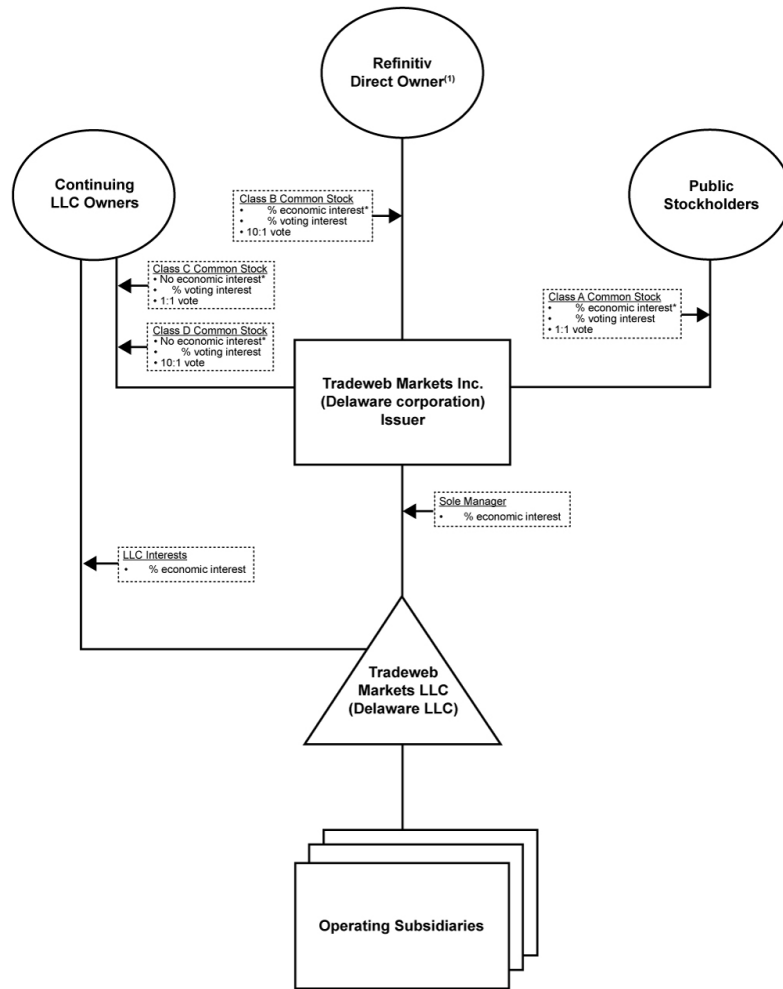 Refinitiv
Direct Owner(1)
Continuing
LLC Owners
Public
Stockholders
Class B Common Stock
• % economic interest*
• % voting interest
• 10:1 vote
Class C Common Stock
• No economic interest*
• % voting interest
• 1:1 vote
Class A Common Stock
• % economic interest*
• % voting interest
• 1:1 vote
Class D Common Stock
• No economic interest*
• % voting interest
• 10:1 vote
Tradeweb Markets Inc.
(Delaware corporation)
Issuer
Sole Manager
• % economic interest
LLC Interests
• % economic interest
Tradeweb
Markets LLC
(Delaware LLC)
Operating Subsidiaries